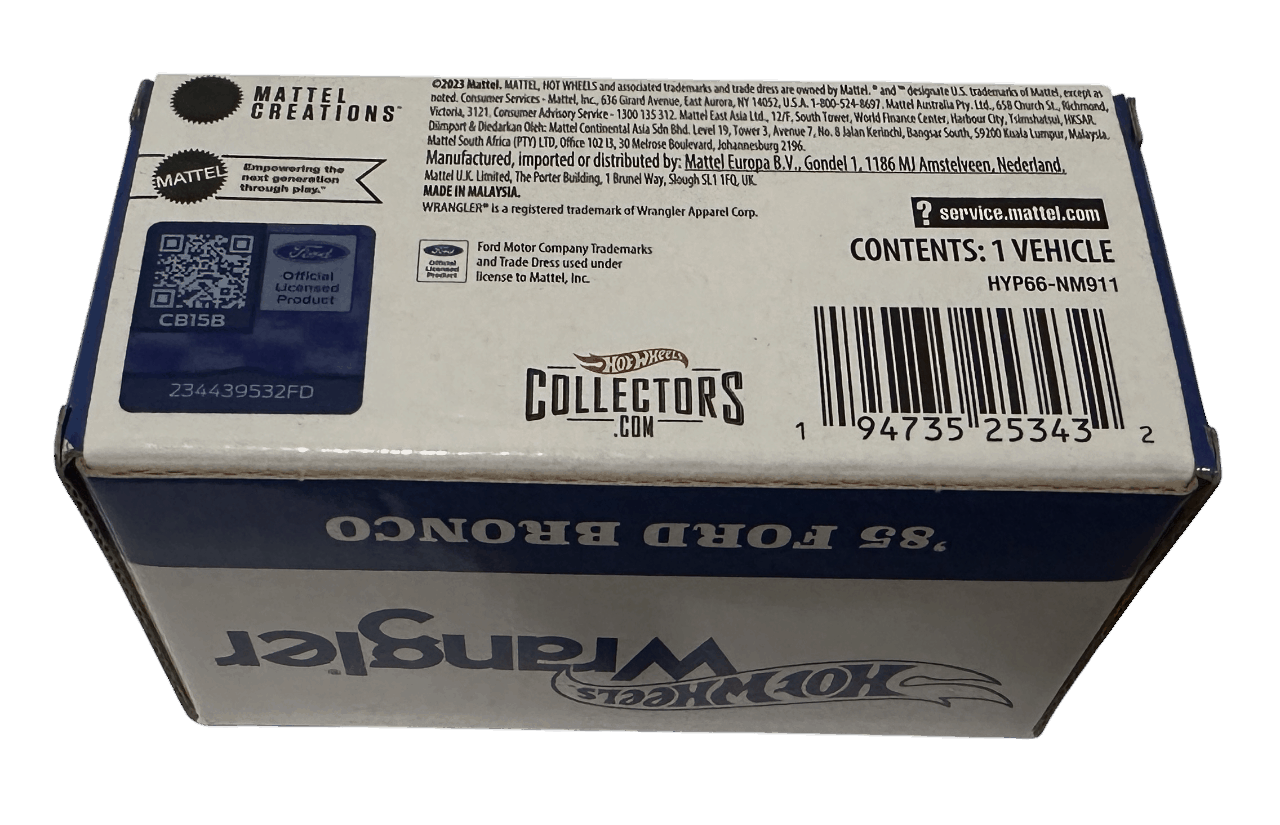 MATTEL
CREATIONS™
MATTEL
Empowering the
next generation
through play.™
©2023 Mattel. MATTEL, HOT WHEELS and associated trademarks and trade dress are owned by Mattel. ® and ™ designate U.S. trademarks of Mattel, except as
noted. Consumer Services - Mattel, Inc., 636 Girard Avenue, East Aurora, NY 14052, U.S.A. 1-800-524-8697. Mattel Australia Pty. Ltd., 658 Church St., Richmond,
Victoria, 3121. Consumer Advisory Service - 1300 135 312. Mattel East Asia Ltd., 12/F, South Tower, World Finance Center, Harbour City, Tsimshatsui, HKSAR.
Diimport & Diedarkan Oleh: Mattel Continental Asia Sdn Bhd. Level 19, Tower 3, Avenue 7, No. 8 Jalan Kerinchi, Bangsar South, 59200 Kuala Lumpur, Malaysia.
Mattel South Africa (PTY) LTD, Office 102 I3, 30 Melrose Boulevard, Johannesburg 2196.
Manufactured, imported or distributed by: Mattel Europa B.V., Gondel 1, 1186 MJ Amstelveen, Nederland.
Mattel U.K. Limited, The Porter Building, 1 Brunel Way, Slough SL1 1FQ, UK.
MADE IN MALAYSIA.
WRANGLER® is a registered trademark of Wrangler Apparel Corp.
? service.mattel.com
CONTENTS: 1 VEHICLE
HYP66-NM911
Ford
Official
Licensed
Product
CB15B
234439532FD
Ford
Official
Licensed
Product
Ford Motor Company Trademarks
and Trade Dress used under
license to Mattel, Inc.
HOT WHEELS
COLLECTORS
.COM
1 94735 25343 2
'85 FORD BRONCO
HOT WHEELS
Wrangler®